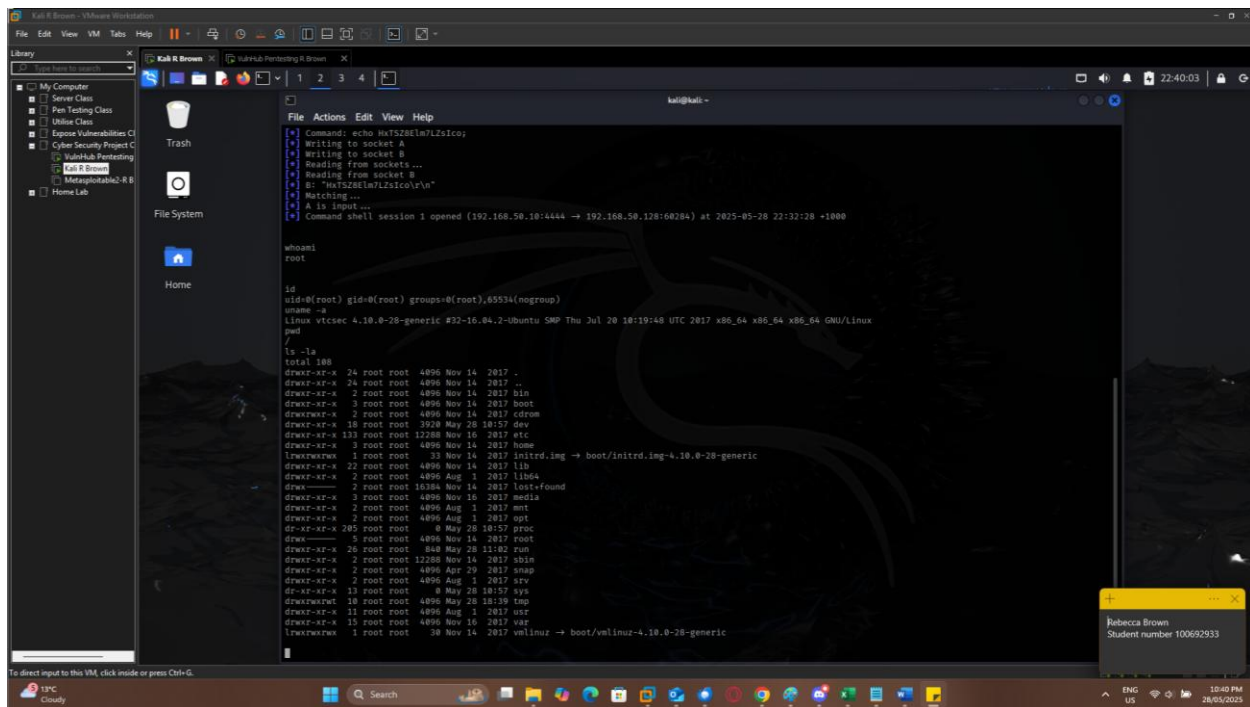 Kali R Brown - VMware Workstation
File Edit View VM Tabs Help
Library
Type here to search
My Computer
Server Class
Pen Testing Class
Utilise Class
Expose Vulnerabilities Cl
Cyber Security Project C
VulnHub Pentesting
Kali R Brown
Metasploitable2-R B
Home Lab
Kali R Brown
VulnHub Pentesting R Brown
1 2 3 4
22:40:03
Trash
File System
Home
kali@kali: ~
File Actions Edit View Help
[*] Command: echo HxTSZ8Elm7LZsIco;
[*] Writing to socket A
[*] Writing to socket B
[*] Reading from sockets...
[*] Reading from socket B
[*] B: "HxTSZ8Elm7LZsIco\r\n"
[*] Matching...
[*] A is input...
[*] Command shell session 1 opened (192.168.50.10:4444 → 192.168.50.128:60284) at 2025-05-28 22:32:28 +1000
whoami
root
id
uid=0(root) gid=0(root) groups=0(root),65534(nogroup)
uname -a
Linux vtcsec 4.10.0-28-generic #32~16.04.2-Ubuntu SMP Thu Jul 20 10:19:48 UTC 2017 x86_64 x86_64 x86_64 GNU/Linux
pwd
/
ls -la
total 108
drwxr-xr-x 24 root root 4096 Nov 14 2017 .
drwxr-xr-x 24 root root 4096 Nov 14 2017 ..
drwxr-xr-x 2 root root 4096 Nov 14 2017 bin
drwxr-xr-x 3 root root 4096 Nov 14 2017 boot
drwxrwxr-x 2 root root 4096 Nov 14 2017 cdrom
drwxr-xr-x 18 root root 3920 May 28 10:57 dev
drwxr-xr-x 133 root root 12288 Nov 16 2017 etc
drwxr-xr-x 3 root root 4096 Nov 14 2017 home
lrwxrwxrwx 1 root root 33 Nov 14 2017 initrd.img → boot/initrd.img-4.10.0-28-generic
drwxr-xr-x 22 root root 4096 Nov 14 2017 lib
drwxr-xr-x 2 root root 4096 Aug 1 2017 lib64
drwx------ 2 root root 16384 Nov 14 2017 lost+found
drwxr-xr-x 3 root root 4096 Nov 16 2017 media
drwxr-xr-x 2 root root 4096 Aug 1 2017 mnt
drwxr-xr-x 2 root root 4096 Aug 1 2017 opt
dr-xr-xr-x 205 root root 0 May 28 10:57 proc
drwx------ 5 root root 4096 Nov 14 2017 root
drwxr-xr-x 26 root root 840 May 28 11:02 run
drwxr-xr-x 2 root root 12288 Nov 14 2017 sbin
drwxr-xr-x 2 root root 4096 Apr 29 2017 snap
drwxr-xr-x 2 root root 4096 Aug 1 2017 srv
dr-xr-xr-x 13 root root 0 May 28 10:57 sys
drwxrwxrwt 10 root root 4096 May 28 18:39 tmp
drwxr-xr-x 11 root root 4096 Aug 1 2017 usr
drwxr-xr-x 15 root root 4096 Nov 16 2017 var
lrwxrwxrwx 1 root root 30 Nov 14 2017 vmlinuz → boot/vmlinuz-4.10.0-28-generic
Rebecca Brown
Student number 100692933
To direct input to this VM, click inside or press Ctrl+G.
13°C
Cloudy
Search
ENG
US
10:40 PM
28/05/2025